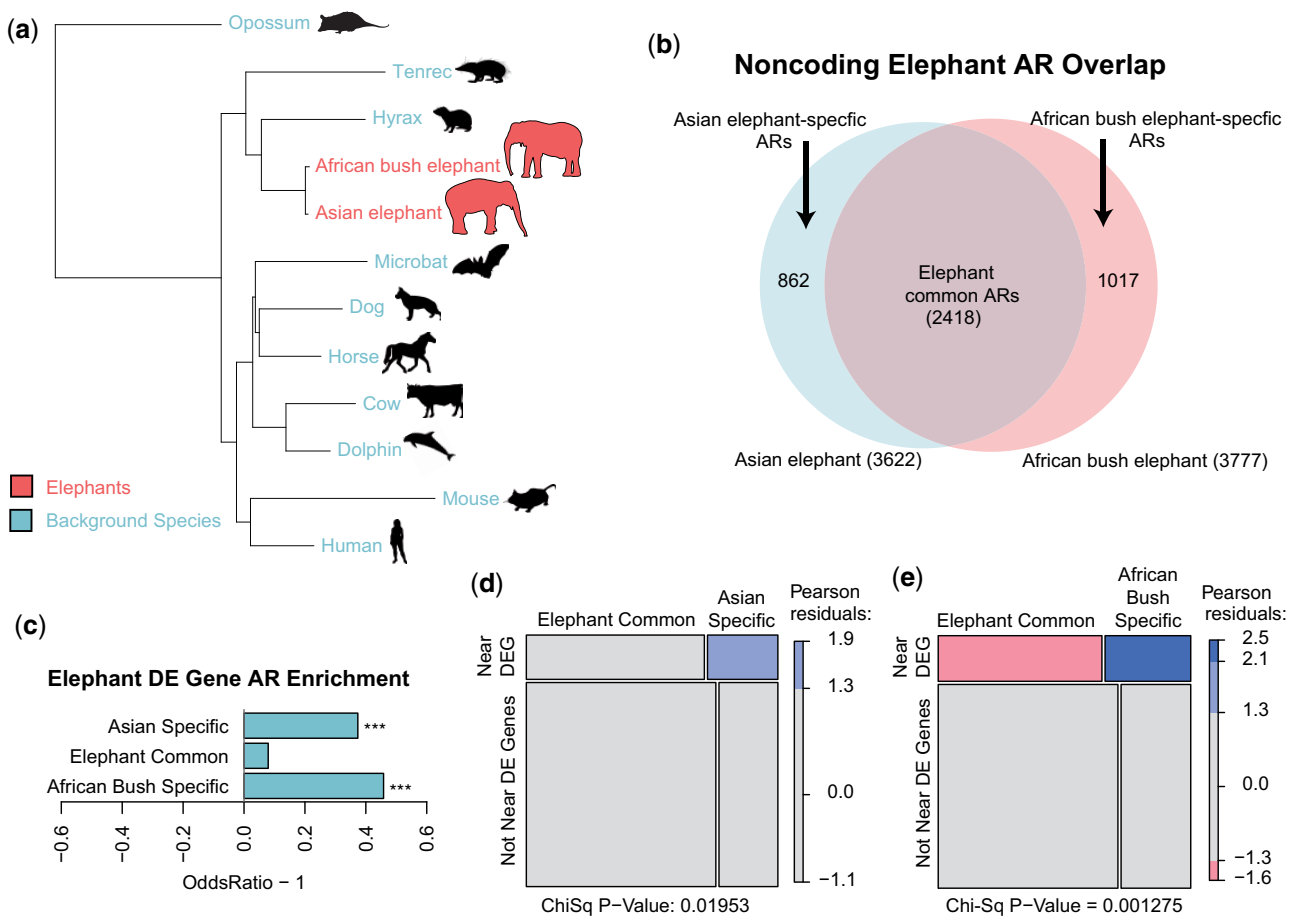 (a)
Opossum
Tenrec
Hyrax
African bush elephant
Asian elephant
Microbat
Dog
Horse
Cow
Dolphin
Mouse
Human
Elephants
Background Species
(b)
Noncoding Elephant AR Overlap
Asian elephant-specfic
ARs
African bush elephant-specfic
ARs
862
Elephant
common ARs
(2418)
1017
Asian elephant (3622)
African bush elephant (3777)
(c)
Elephant DE Gene AR Enrichment
Asian Specific
***
Elephant Common
African Bush Specific
***
−0.6
−0.4
−0.2
0.0
0.2
0.4
0.6
OddsRatio − 1
(d)
Elephant Common
Asian
Specific
Pearson
residuals:
Near
DEG
Not Near DE Genes
1.9
1.3
0.0
−1.1
ChiSq P−Value: 0.01953
(e)
Elephant Common
African
Bush
Specific
Pearson
residuals:
Near
DEG
Not Near DE Genes
2.5
2.1
1.3
0.0
−1.3
−1.6
Chi-Sq P−Value = 0.001275